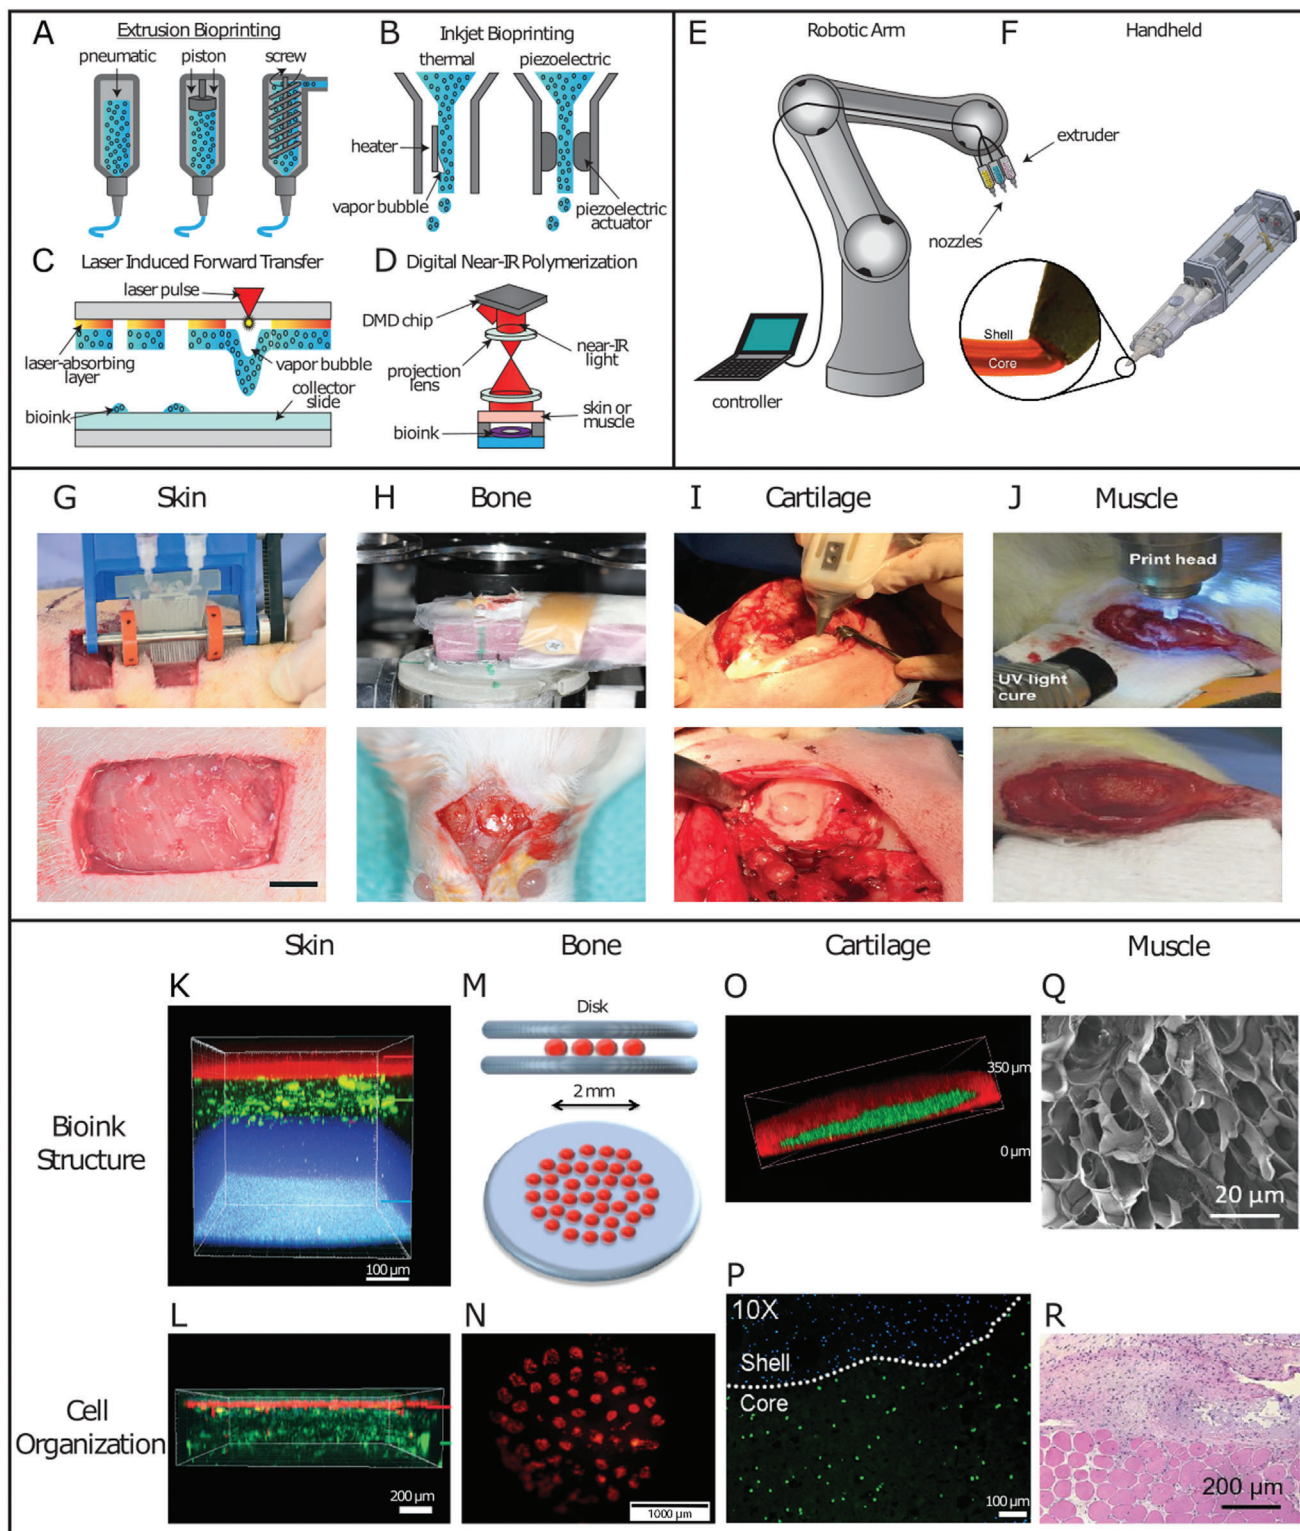 A
Extrusion Bioprinting
pneumatic
piston
screw
B
Inkjet Bioprinting
thermal
piezoelectric
heater
vapor bubble
piezoelectric
actuator
C
Laser Induced Forward Transfer
laser pulse
laser-absorbing
layer
vapor bubble
collector
slide
bioink
D
Digital Near-IR Polymerization
DMD chip
near-IR
light
projection
lens
skin or
muscle
bioink
E
Robotic Arm
extruder
nozzles
controller
F
Handheld
Shell
Core
G
Skin
H
Bone
I
Cartilage
J
Muscle
Print head
UV light
cure
Skin
Bone
Cartilage
Muscle
Bioink
Structure
K
100 µm
M
Disk
2 mm
O
350 µm
0 µm
Q
20 µm
Cell
Organization
L
200 µm
N
1000 µm
P
10X
Shell
Core
100 µm
R
200 µm